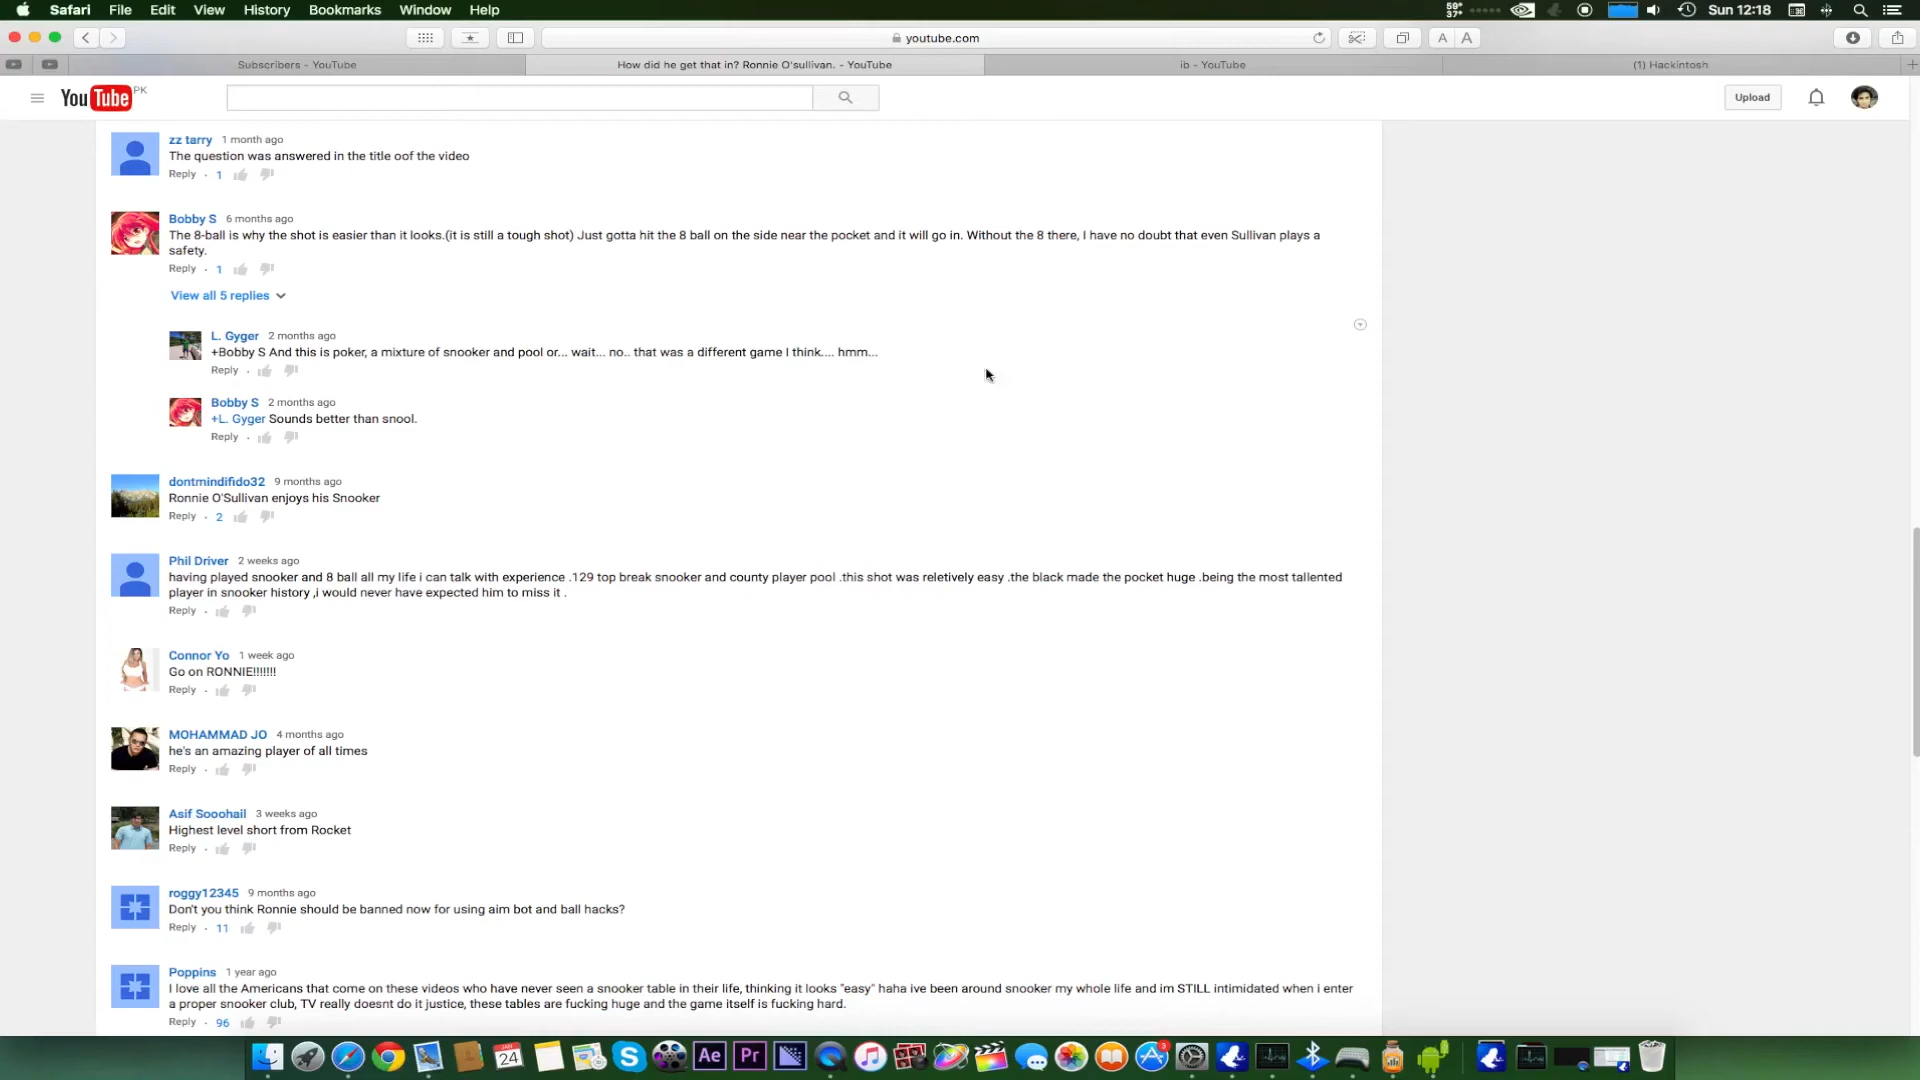 Safari File Edit View History Bookmarks Window Help
59° 37° Sun 12:18
youtube.com A A
Subscribers - YouTube How did he get that in? Ronnie O'sullivan. - YouTube ib - YouTube (1) Hackintosh
YouTube PK Upload
zz tarry 1 month ago
The question was answered in the title oof the video
Reply · 1
Bobby S 6 months ago
The 8-ball is why the shot is easier than it looks.(it is still a tough shot) Just gotta hit the 8 ball on the side near the pocket and it will go in. Without the 8 there, I have no doubt that even Sullivan plays a
safety.
Reply · 1
View all 5 replies
L. Gyger 2 months ago
+Bobby S And this is poker, a mixture of snooker and pool or... wait... no.. that was a different game I think.... hmm...
Reply ·
Bobby S 2 months ago
+L. Gyger Sounds better than snool.
Reply ·
dontmindifido32 9 months ago
Ronnie O'Sullivan enjoys his Snooker
Reply · 2
Phil Driver 2 weeks ago
having played snooker and 8 ball all my life i can talk with experience .129 top break snooker and county player pool .this shot was reletively easy .the black made the pocket huge .being the most tallented
player in snooker history ,i would never have expected him to miss it .
Reply ·
Connor Yo 1 week ago
Go on RONNIE!!!!!!!
Reply ·
MOHAMMAD JO 4 months ago
he's an amazing player of all times
Reply ·
Asif Sooohail 3 weeks ago
Highest level short from Rocket
Reply ·
roggy12345 9 months ago
Don't you think Ronnie should be banned now for using aim bot and ball hacks?
Reply · 11
Poppins 1 year ago
I love all the Americans that come on these videos who have never seen a snooker table in their life, thinking it looks "easy" haha ive been around snooker my whole life and im STILL intimidated when i enter
a proper snooker club, TV really doesnt do it justice, these tables are fucking huge and the game itself is fucking hard.
Reply · 96
JAN 24 Ae Pr 3